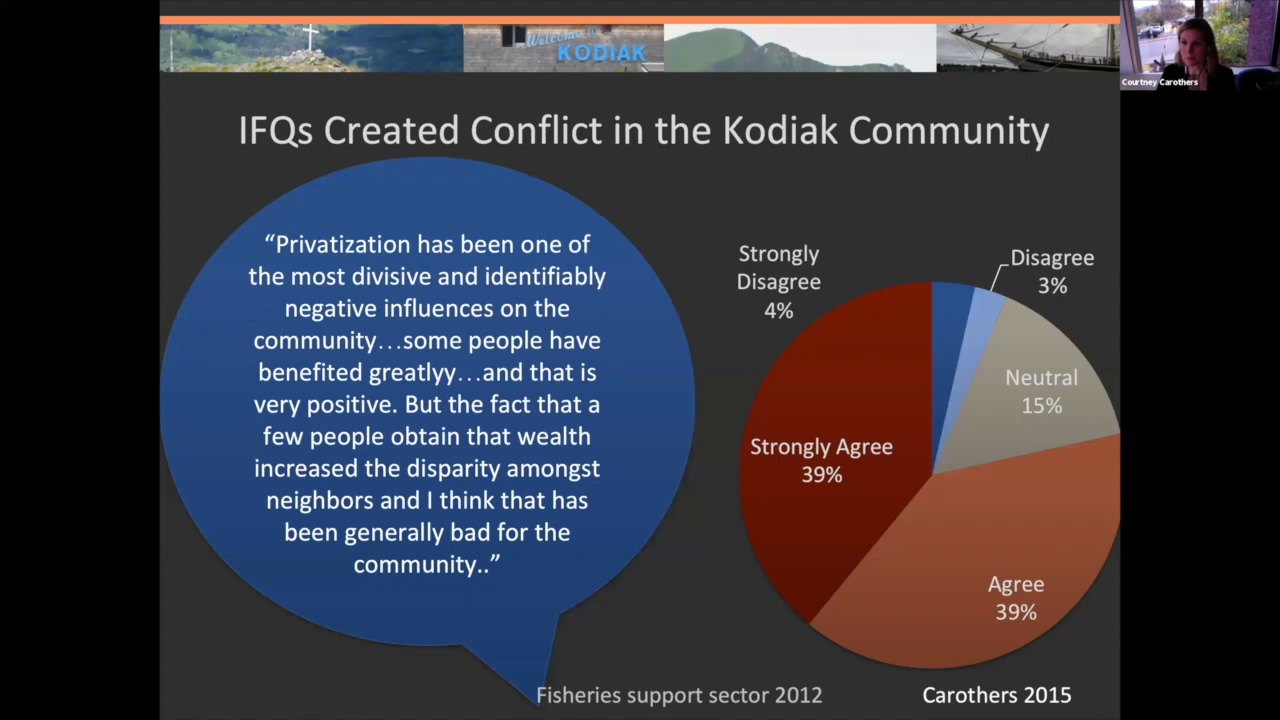 Welcome to
KODIAK
Courtney Carothers
IFQs Created Conflict in the Kodiak Community
“Privatization has been one of
the most divisive and identifiably
negative influences on the
community…some people have
benefited greatlyy…and that is
very positive. But the fact that a
few people obtain that wealth
increased the disparity amongst
neighbors and I think that has
been generally bad for the
community..”
Fisheries support sector 2012
Strongly
Disagree
4%
Disagree
3%
Neutral
15%
Strongly Agree
39%
Agree
39%
Carothers 2015